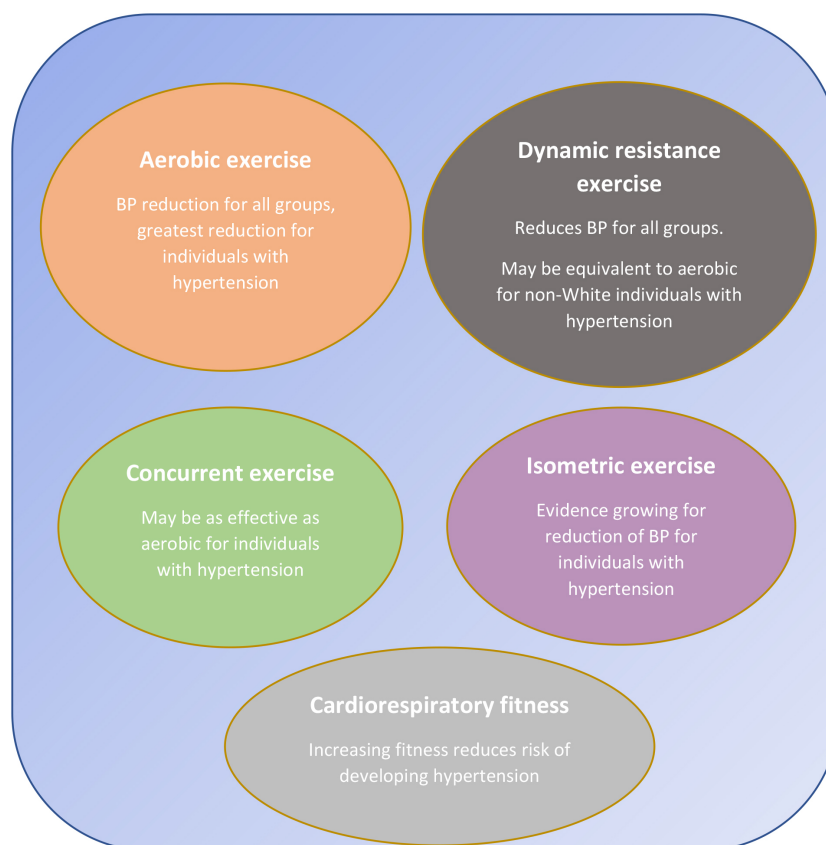 Aerobic exercise
BP reduction for all groups,
greatest reduction for
individuals with
hypertension
Dynamic resistance
exercise
Reduces BP for all groups.
May be equivalent to aerobic
for non-White individuals with
hypertension
Concurrent exercise
May be as effective as
aerobic for individuals
with hypertension
Isometric exercise
Evidence growing for
reduction of BP for
individuals with
hypertension
Cardiorespiratory fitness
Increasing fitness reduces risk of
developing hypertension